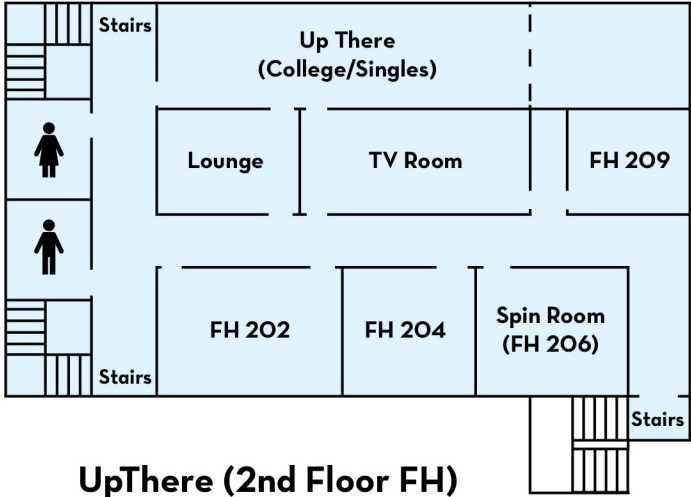 Stairs
Up There
(College/Singles)
Lounge
TV Room
FH 209
FH 202
FH 204
Spin Room
(FH 206)
Stairs
Stairs
UpThere (2nd Floor FH)